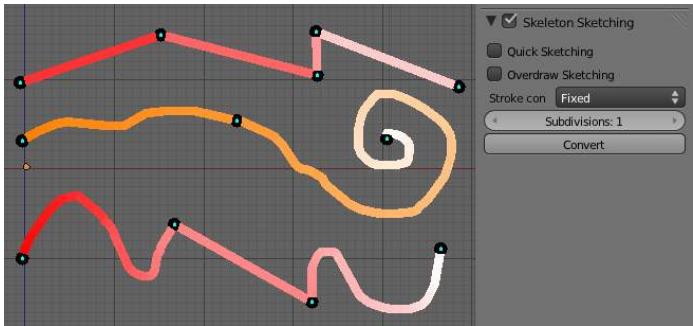 Skeleton Sketching
Quick Sketching
Overdraw Sketching
Stroke con Fixed
Subdivisions: 1
Convert